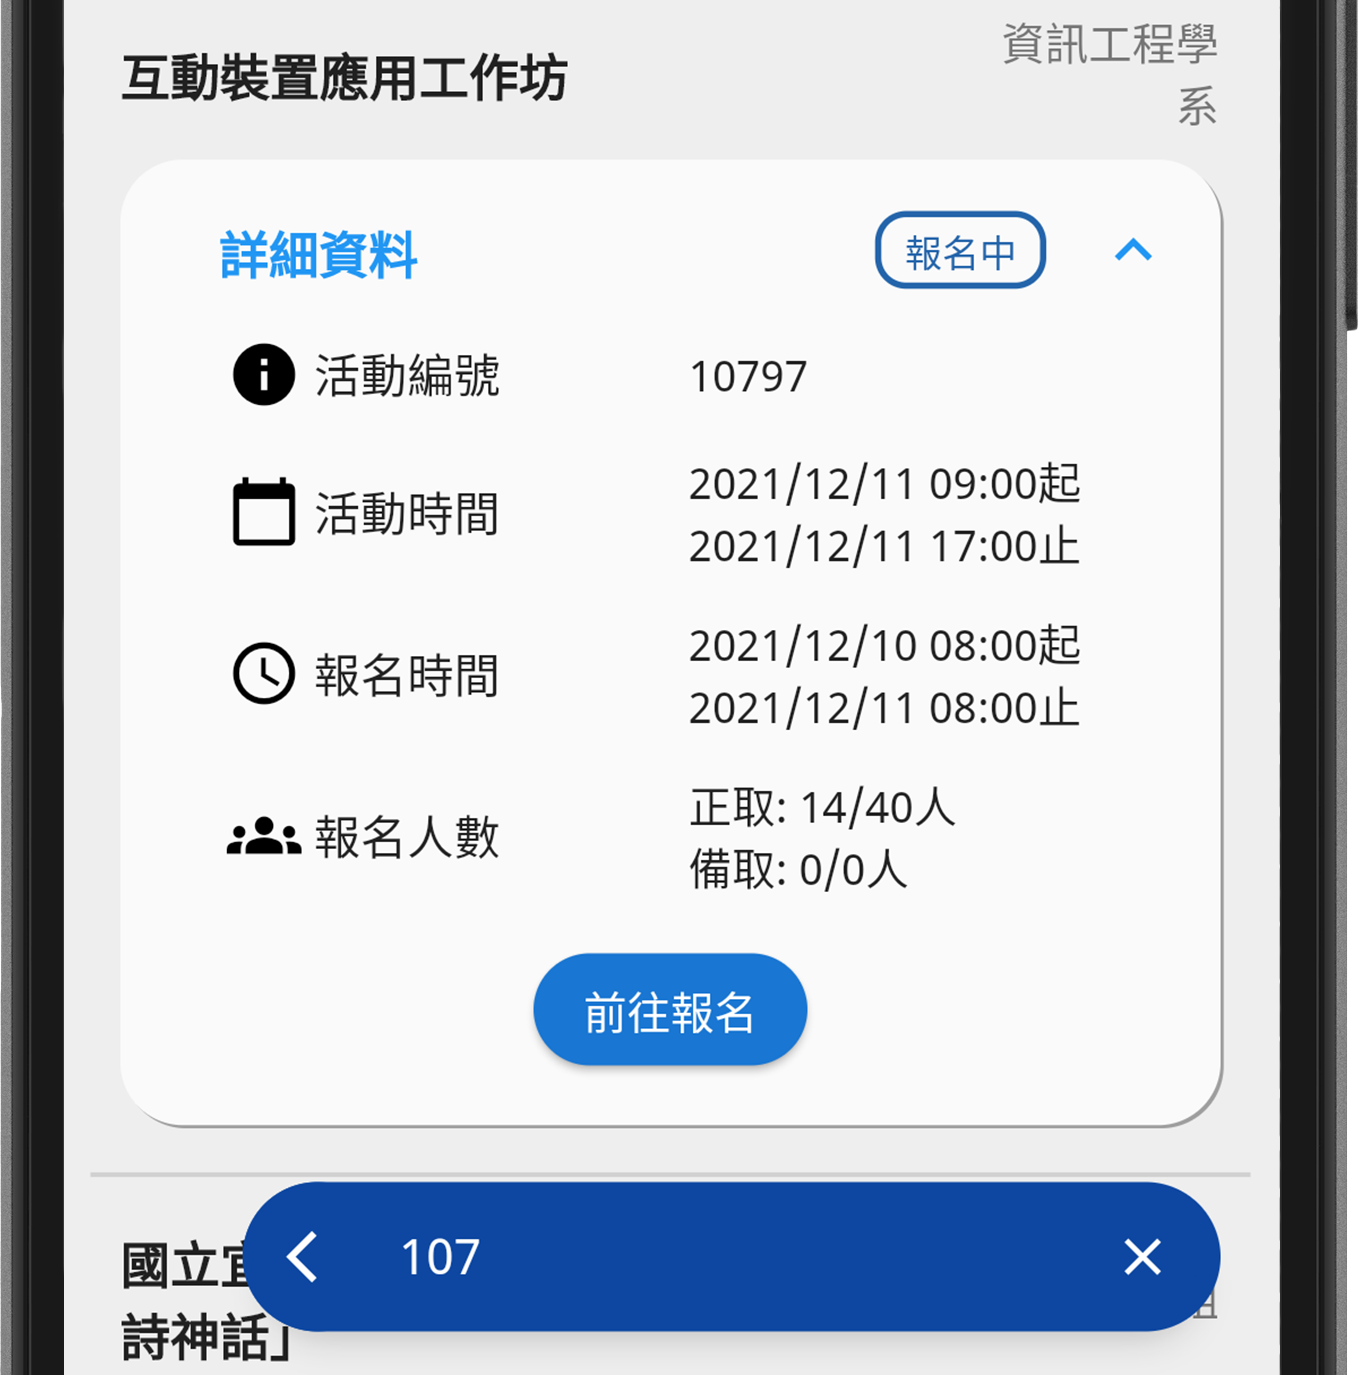 互動裝置應用工作坊
資訊工程學
系
詳細資料
報名中
活動編號
10797
活動時間
2021/12/11 09:00起
2021/12/11 17:00止
報名時間
2021/12/10 08:00起
2021/12/11 08:00止
報名人數
正取: 14/40人
備取: 0/0人
前往報名
國立宜
詩神話」
107